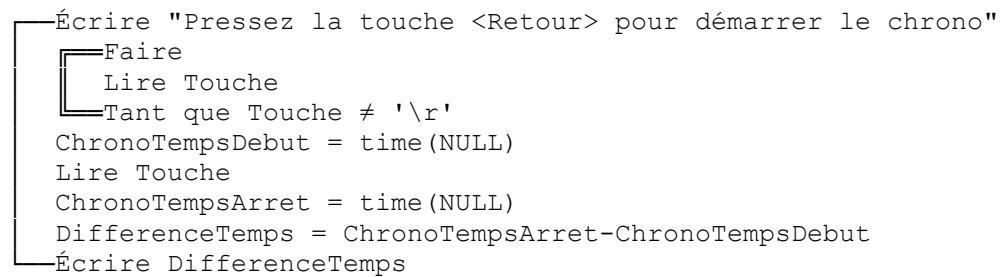 Écrire "Pressez la touche <Retour> pour démarrer le chrono"
Faire
Lire Touche
Tant que Touche ≠ '\r'
ChronoTempsDebut = time(NULL)
Lire Touche
ChronoTempsArret = time(NULL)
DifferenceTemps = ChronoTempsArret-ChronoTempsDebut
Écrire DifferenceTemps